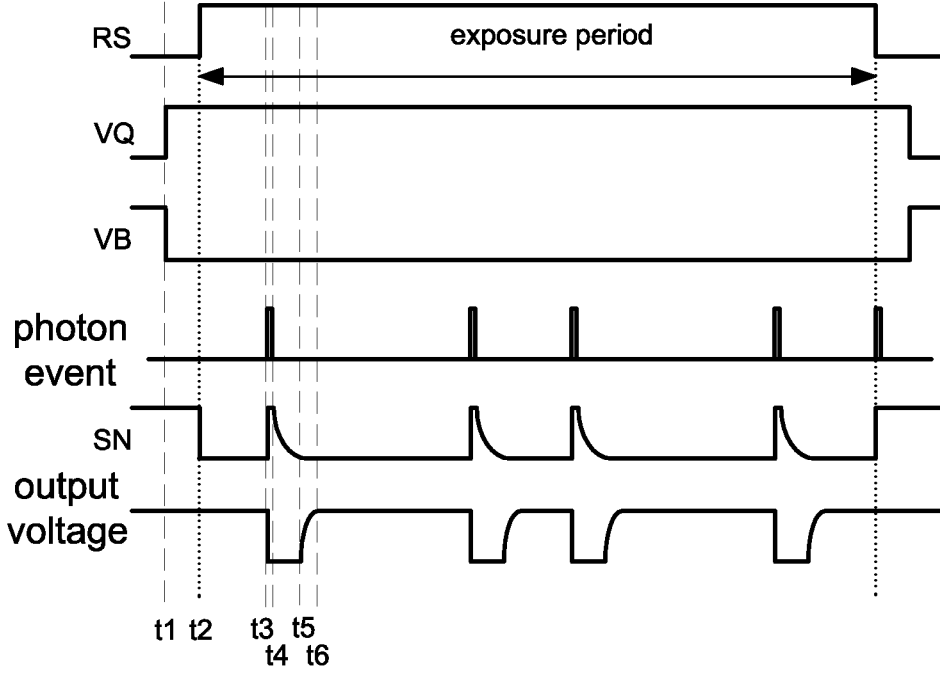 RS
exposure period
VQ
VB
photon
event
SN
output
voltage
t1 t2 t3 t5
t4 t6